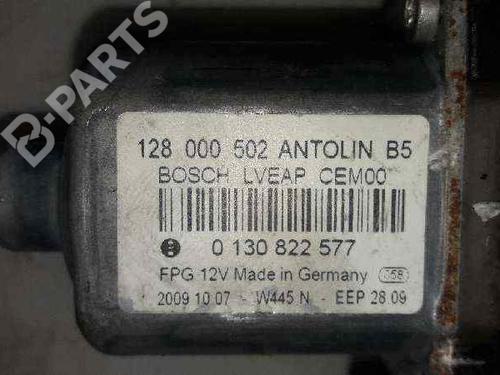 B-PARTS
128 000 502 ANTOLIN B5
BOSCH LVEAP CEM00
0 130 822 577
FPG 12V Made in Germany 358
2009 10 07 - W445 N - EEP 28.09